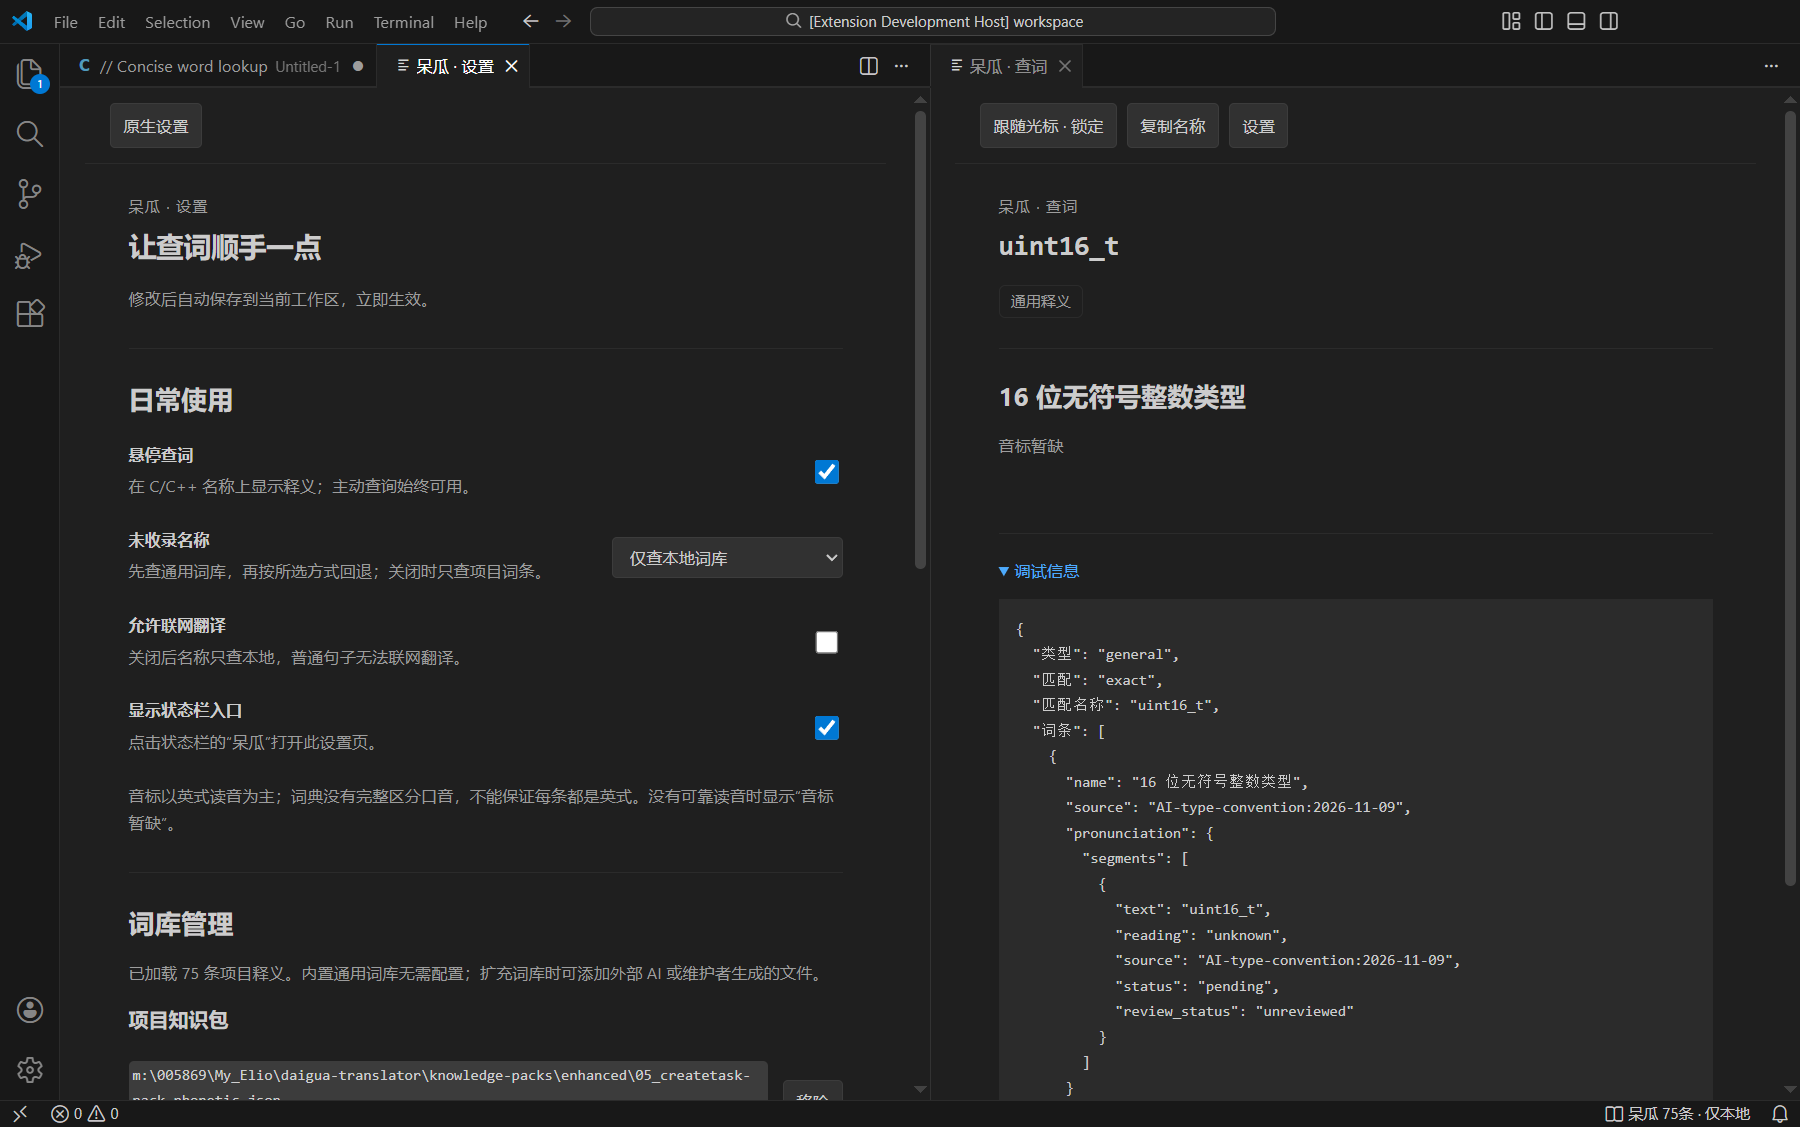 File Edit Selection View Go Run Terminal Help
[Extension Development Host] workspace
1
C // Concise word lookup Untitled-1
呆瓜 · 设置
呆瓜 · 查词
原生设置
呆瓜 · 设置
让查词顺手一点
修改后自动保存到当前工作区，立即生效。
日常使用
悬停查词
在 C/C++ 名称上显示释义；主动查询始终可用。
未收录名称
先查通用词库，再按所选方式回退；关闭时只查项目词条。
仅查本地词库
允许联网翻译
关闭后名称只查本地，普通句子无法联网翻译。
显示状态栏入口
点击状态栏的“呆瓜”打开此设置页。
音标以英式读音为主；词典没有完整区分口音，不能保证每条都是英式。没有可靠读音时显示“音标
暂缺”。
词库管理
已加载 75 条项目释义。内置通用词库无需配置；扩充词库时可添加外部 AI 或维护者生成的文件。
项目知识包
m:\005869\My_Elio\daigua-translator\knowledge-packs\enhanced\05_createtask-
pack-phonetic.json
移除
跟随光标 · 锁定
复制名称
设置
呆瓜 · 查词
uint16_t
通用释义
16 位无符号整数类型
音标暂缺
调试信息
{
"类型": "general",
"匹配": "exact",
"匹配名称": "uint16_t",
"词条": [
{
"name": "16 位无符号整数类型",
"source": "AI-type-convention:2026-11-09",
"pronunciation": {
"segments": [
{
"text": "uint16_t",
"reading": "unknown",
"source": "AI-type-convention:2026-11-09",
"status": "pending",
"review_status": "unreviewed"
}
]
}
0 0
呆瓜 75条 · 仅本地